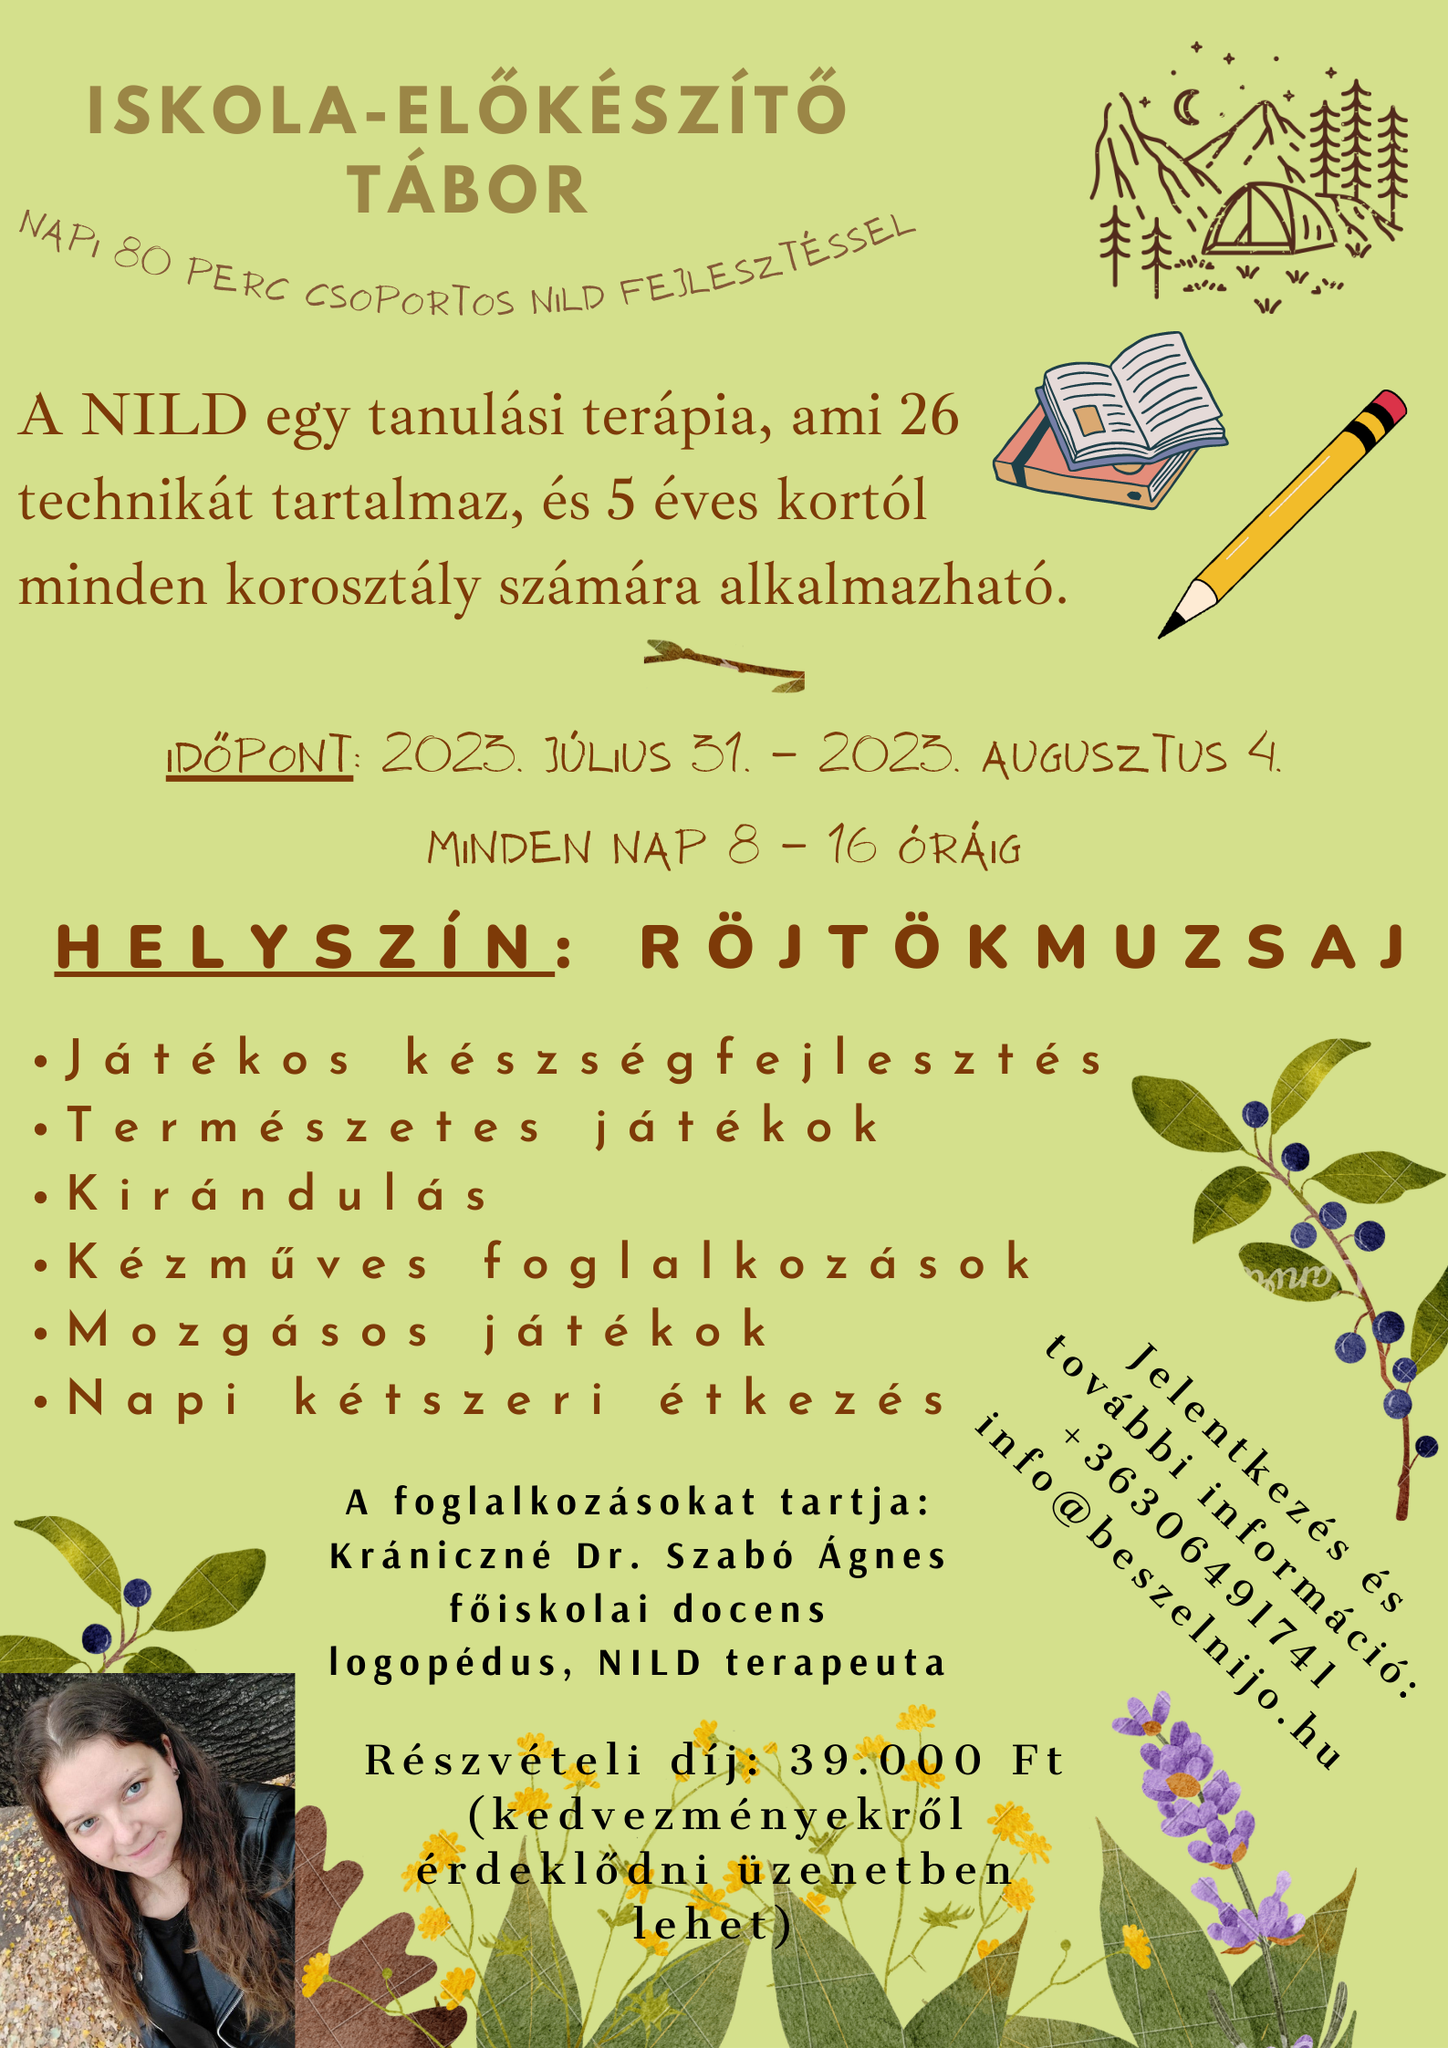 ISKOLA-ELŐKÉSZÍTŐ
TÁBOR
NAPI 80 PERC CSOPORTOS NILD FEJLESZTÉSSEL
A NILD egy tanulási terápia, ami 26
technikát tartalmaz, és 5 éves kortól
minden korosztály számára alkalmazható.
IDŐPONT: 2023. JÚLIUS 31. - 2023. AUGUSZTUS 4.
MINDEN NAP 8 - 16 ÓRÁIG
HELYSZÍN: RÖJTÖKMUZSAJ
• Játékos készségfejlesztés
• Természetes játékok
• Kirándulás
• Kézműves foglalkozások
• Mozgásos játékok
• Napi kétszeri étkezés
Jelentkezés és
további információ:
+36306491741
info@beszelnijo.hu
A foglalkozásokat tartja:
Krániczné Dr. Szabó Ágnes
főiskolai docens
logopédus, NILD terapeuta
Részvételi díj: 39.000 Ft
(kedvezményekről
érdeklődni üzenetben
lehet)